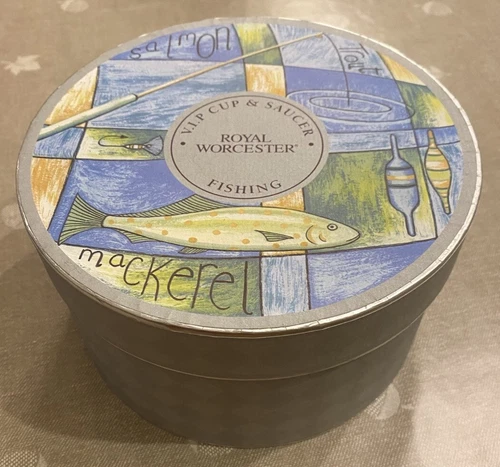 salmon
Trout
V.I.P CUP & SAUCER
ROYAL
WORCESTER®
FISHING
mackerel